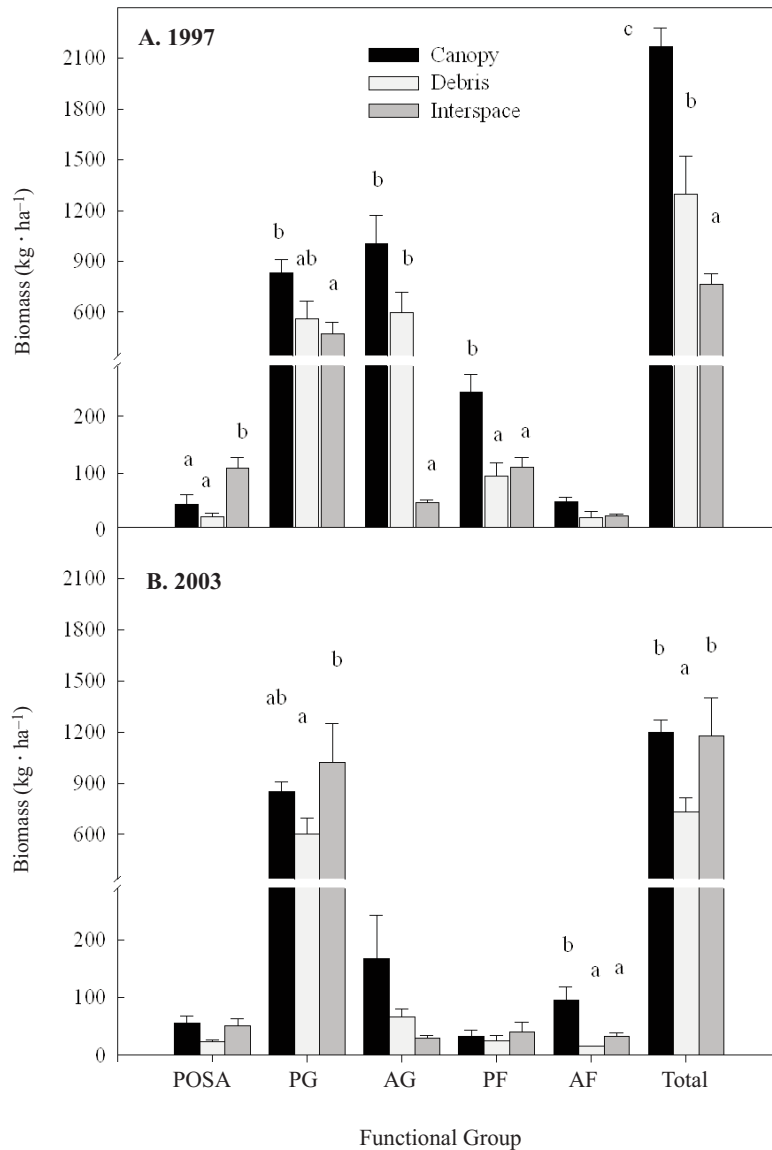 A. 1997
Canopy
Debris
Interspace
Biomass (kg · ha⁻¹)
2100
1800
1500
1200
900
600
200
100
0
a
a
b
b
ab
a
b
b
a
b
a
a
c
b
a
B. 2003
Biomass (kg · ha⁻¹)
2100
1800
1500
1200
900
600
200
100
0
ab
a
b
b
a
a
b
a
b
POSA PG AG PF AF Total
Functional Group